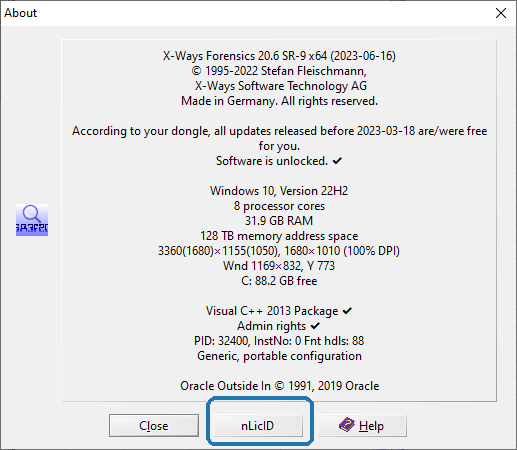 About
X-Ways Forensics 20.6 SR-9 x64 (2023-06-16)
© 1995-2022 Stefan Fleischmann,
X-Ways Software Technology AG
Made in Germany. All rights reserved.
According to your dongle, all updates released before 2023-03-18 are/were free
for you.
Software is unlocked. ✔
Windows 10, Version 22H2
8 processor cores
31.9 GB RAM
128 TB memory address space
3360(1680)×1155(1050), 1680×1010 (100% DPI)
Wnd 1169×832, Y 773
C: 88.2 GB free
Visual C++ 2013 Package ✔
Admin rights ✔
PID: 32400, InstNo: 0 Fnt hdls: 88
Generic, portable configuration
Oracle Outside In © 1991, 2019 Oracle
Close
nLicID
Help